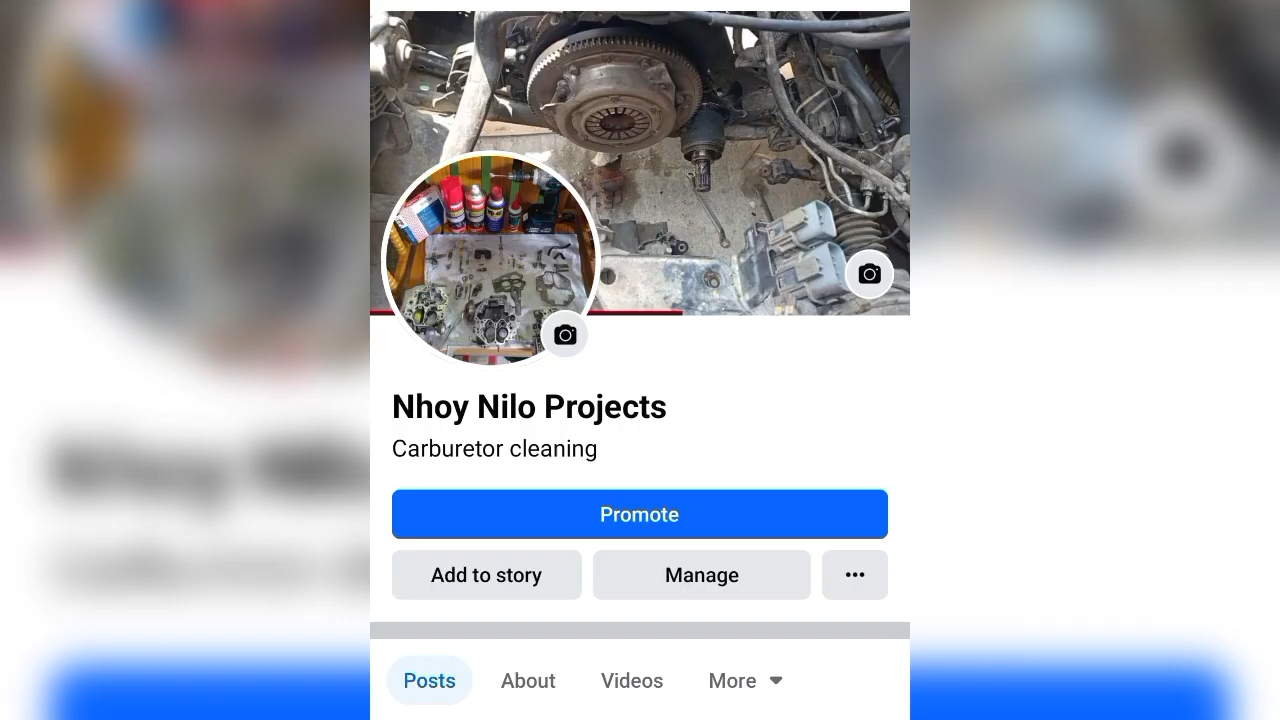 Nhoy Nilo Projects
Carburetor cleaning
Promote
Add to story
Manage
Posts
About
Videos
More